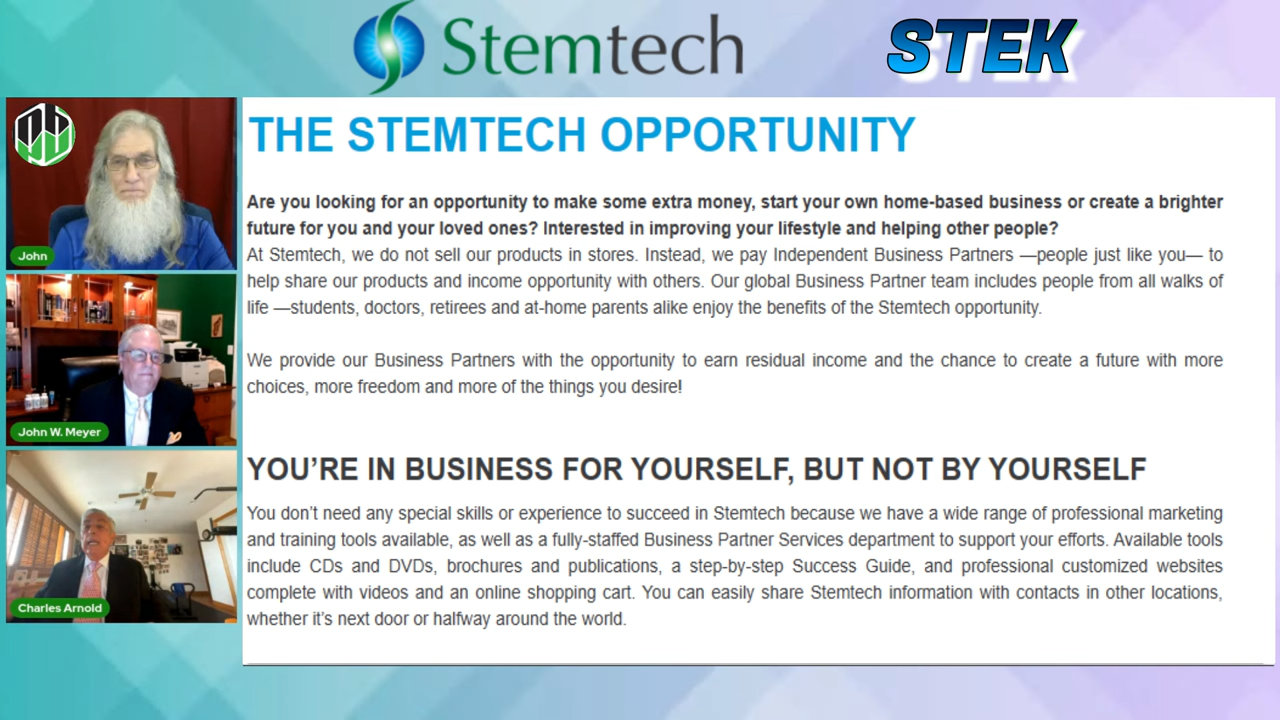 Stemtech
STEK
John
John W. Meyer
Charles Arnold
THE STEMTECH OPPORTUNITY
Are you looking for an opportunity to make some extra money, start your own home-based business or create a brighter
future for you and your loved ones? Interested in improving your lifestyle and helping other people?
At Stemtech, we do not sell our products in stores. Instead, we pay Independent Business Partners —people just like you— to
help share our products and income opportunity with others. Our global Business Partner team includes people from all walks of
life —students, doctors, retirees and at-home parents alike enjoy the benefits of the Stemtech opportunity.
We provide our Business Partners with the opportunity to earn residual income and the chance to create a future with more
choices, more freedom and more of the things you desire!
YOU’RE IN BUSINESS FOR YOURSELF, BUT NOT BY YOURSELF
You don’t need any special skills or experience to succeed in Stemtech because we have a wide range of professional marketing
and training tools available, as well as a fully-staffed Business Partner Services department to support your efforts. Available tools
include CDs and DVDs, brochures and publications, a step-by-step Success Guide, and professional customized websites
complete with videos and an online shopping cart. You can easily share Stemtech information with contacts in other locations,
whether it’s next door or halfway around the world.